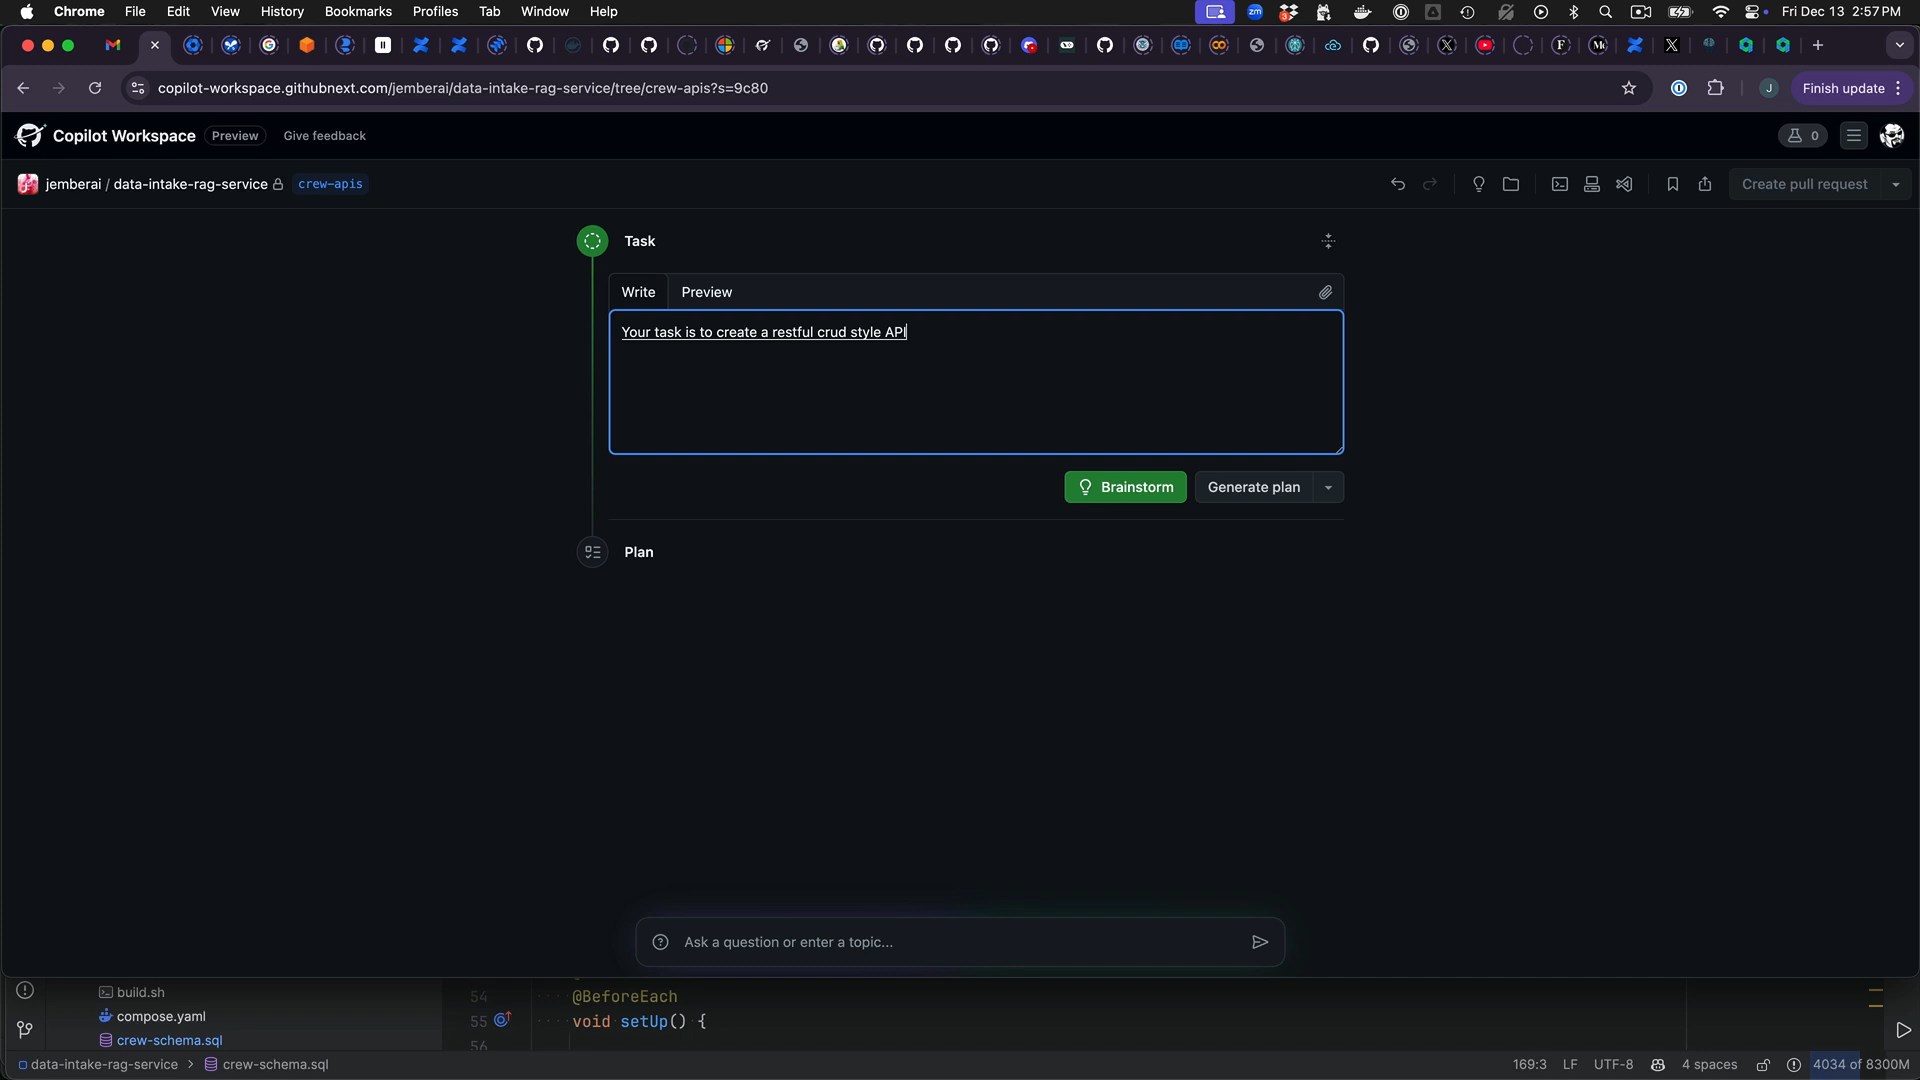 Chrome File Edit View History Bookmarks Profiles Tab Window Help
Fri Dec 13 2:57 PM
copilot-workspace.githubnext.com/jemberai/data-intake-rag-service/tree/crew-apis?s=9c80
J
Finish update
Copilot Workspace
Preview
Give feedback
0
jemberai / data-intake-rag-service
crew-apis
Create pull request
Task
Write
Preview
Your task is to create a restful crud style API
Brainstorm
Generate plan
Plan
Ask a question or enter a topic...
build.sh
compose.yaml
crew-schema.sql
54 @BeforeEach
55 void setUp() {
56
data-intake-rag-service > crew-schema.sql
169:3 LF UTF-8 4 spaces 4034 of 8300M